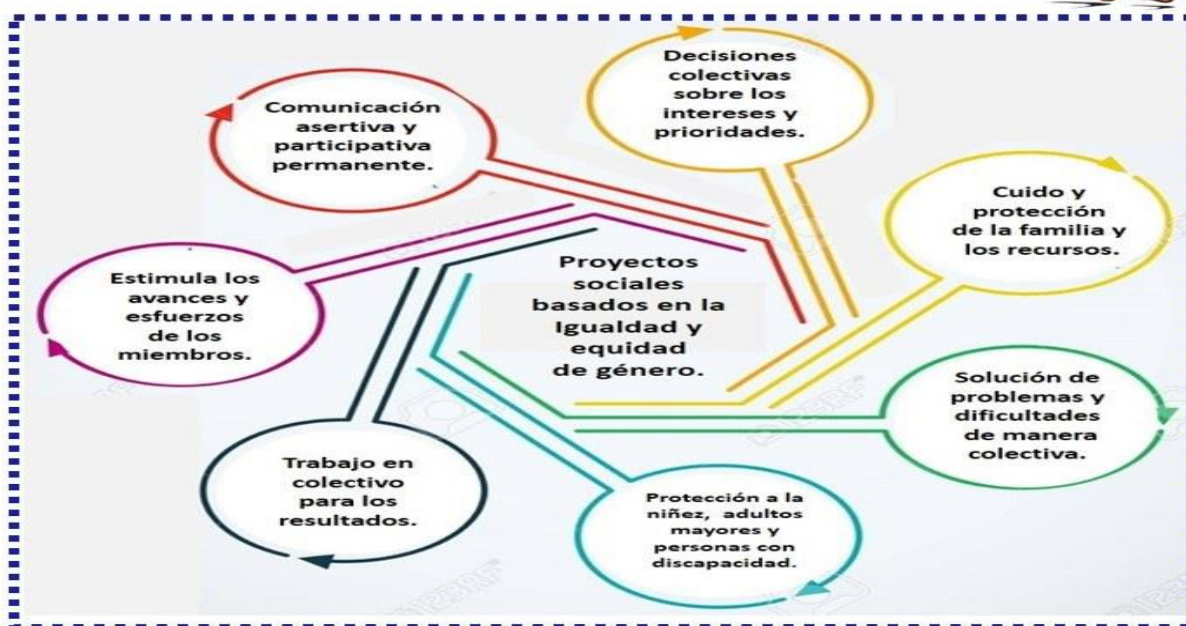 Proyectos
sociales
basados en la
Igualdad y
equidad
de género.
Decisiones
colectivas
sobre los
intereses y
prioridades.
Cuido y
protección
de la familia y
los recursos.
Solución de
problemas y
dificultades
de manera
colectiva.
Protección a la
niñez, adultos
mayores y
personas con
discapacidad.
Trabajo en
colectivo
para los
resultados.
Estimula los
avances y
esfuerzos
de los
miembros.
Comunicación
asertiva y
participativa
permanente.